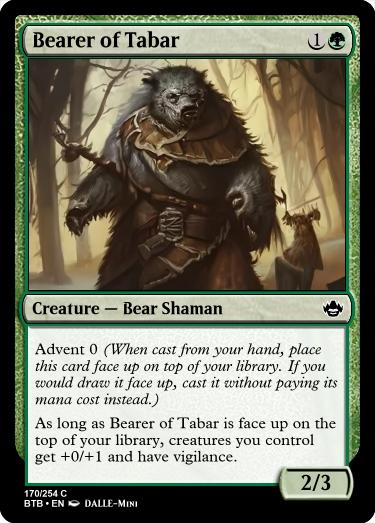 Bearer of Tabar 1
Creature — Bear Shaman
Advent 0 (When cast from your hand, place
this card face up on top of your library. If you
would draw it face up, cast it without paying its
mana cost instead.)
As long as Bearer of Tabar is face up on the
top of your library, creatures you control
get +0/+1 and have vigilance.
2/3
170/254 C
BTB • EN DALLE-Mini